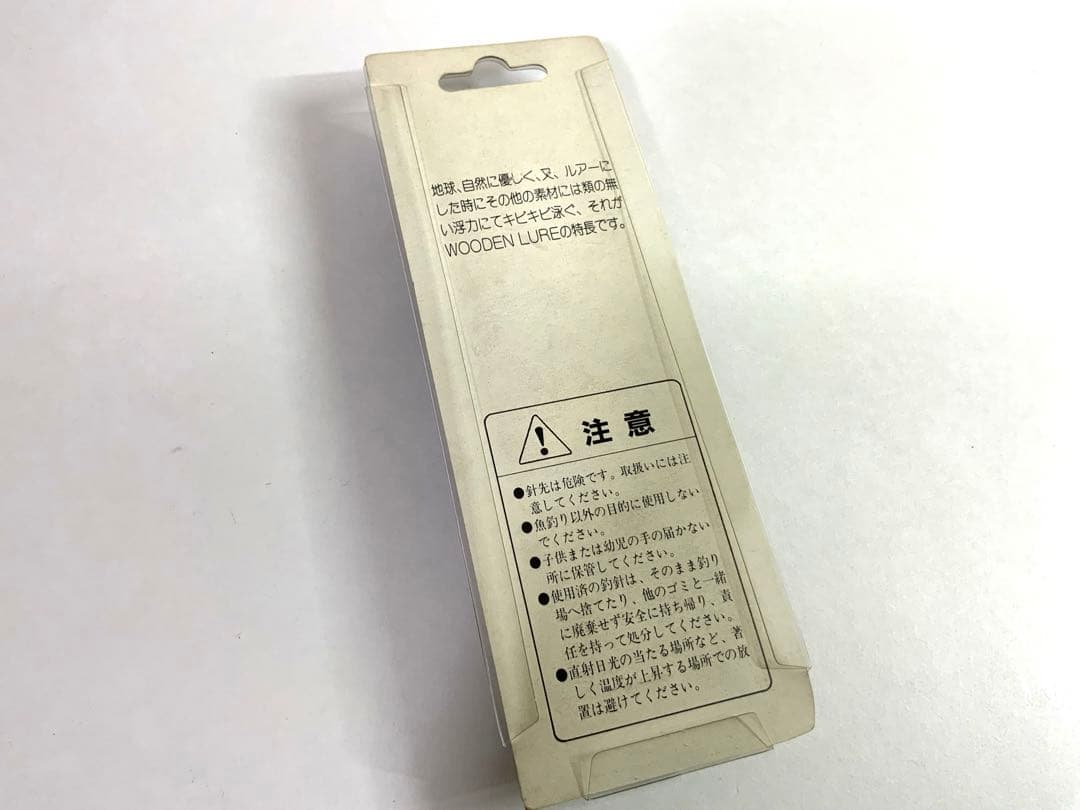 地球、自然に優しく、又、ルアーに
した時にその他の素材には類の無
い浮力にてキビキビ泳ぐ、それが
WOODEN LUREの特長です。
注意
●針先は危険です。取扱いには注
意してください。
●魚釣り以外の目的に使用しない
でください。
●子供または幼児の手の届かない
所に保管してください。
●使用済の釣針は、そのまま釣り
場へ捨てたり、他のゴミと一緒
に廃棄せず安全に持ち帰り、責
任を持って処分してください。
●直射日光の当たる場所など、著
しく温度が上昇する場所での放
置は避けてください。